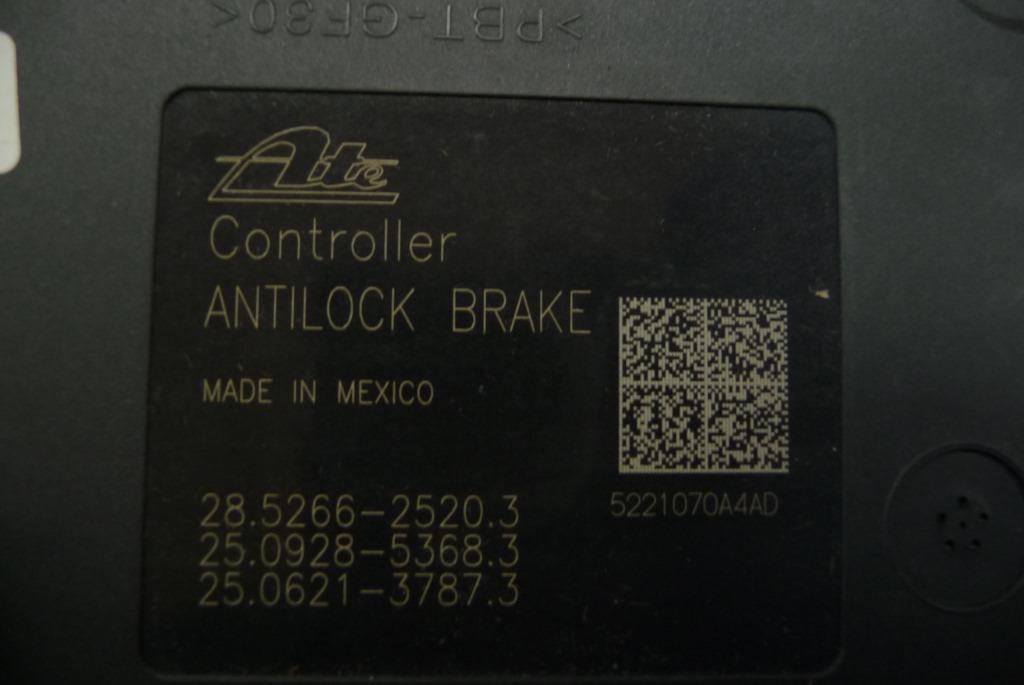 >PBT-GF30<
Ate
Controller
ANTILOCK BRAKE
MADE IN MEXICO
28.5266-2520.3
25.0928-5368.3
25.0621-3787.3
5221070A4AD